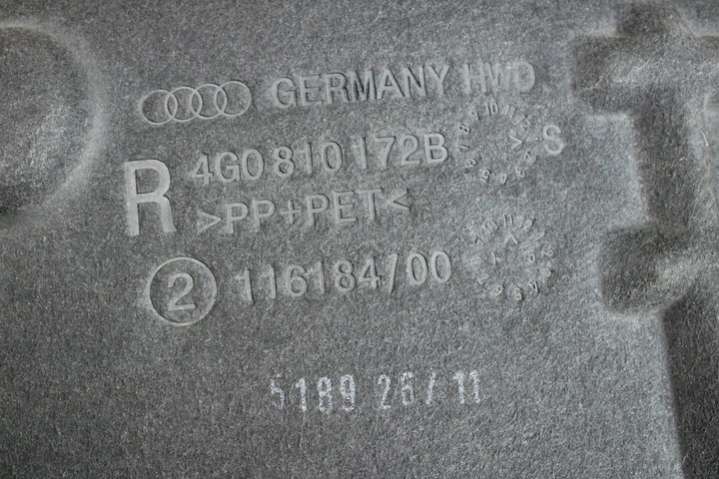 GERMANY HWD
R 4G0 810 172B S
>PP+PET<
2 116184/00
5189 26/11